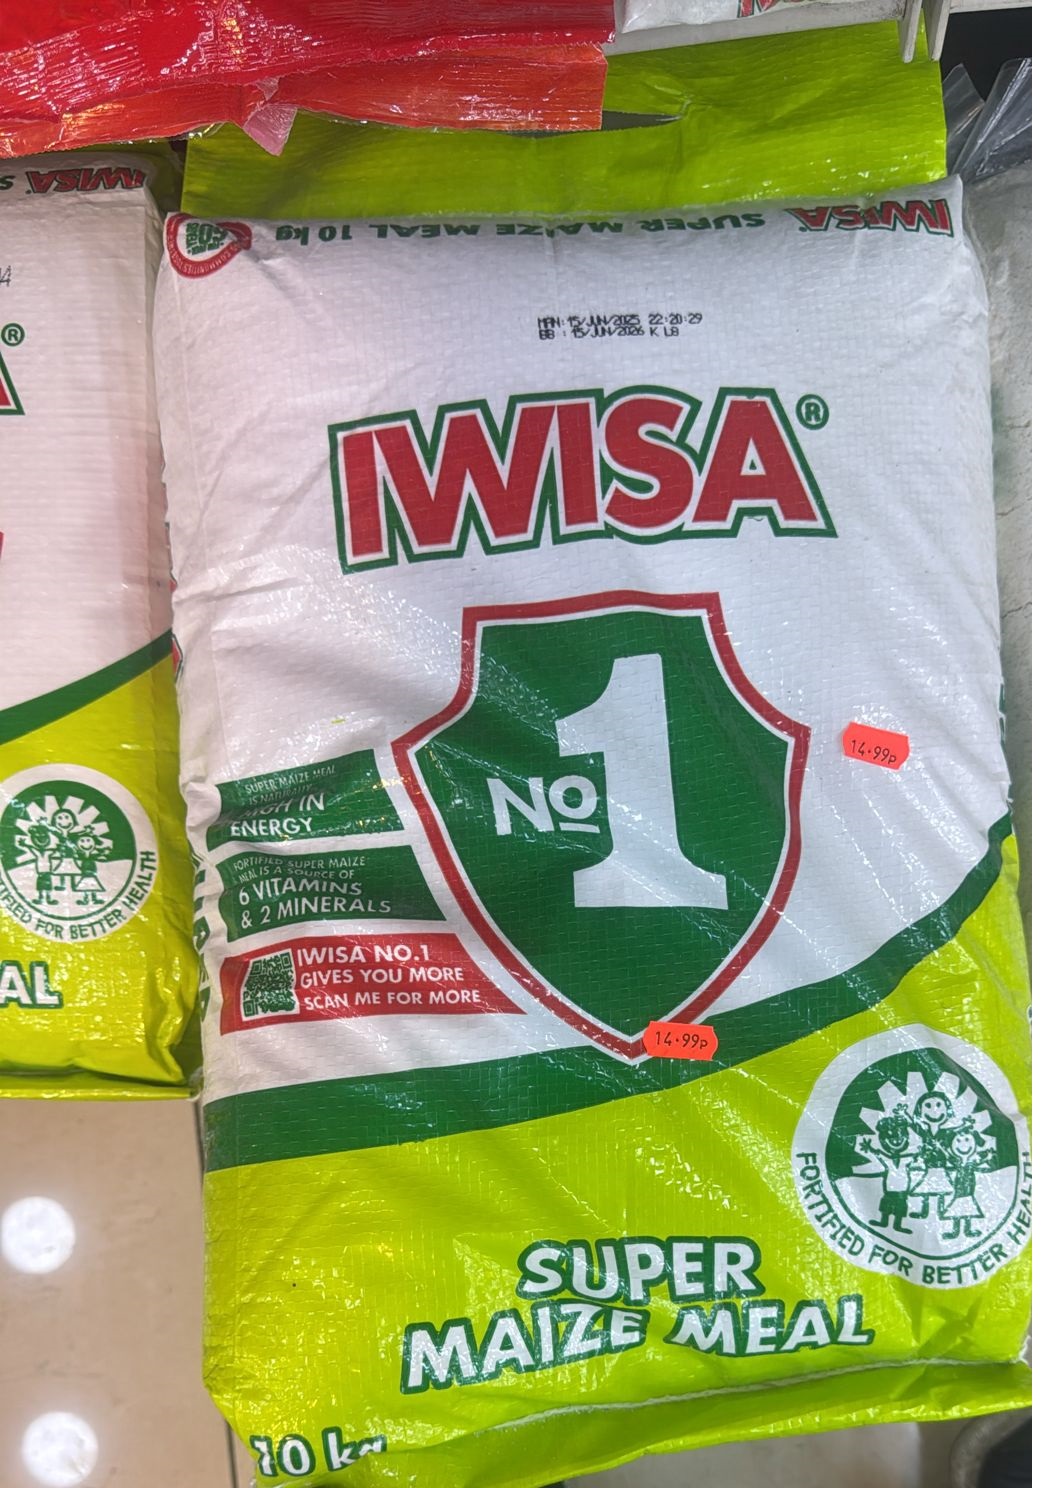 IWISA
IWISA® SUPER MAIZE MEAL 10 kg
MAN: 15/JUN/2025 22:20:29
BB : 15/JUN/2026 K L8
®
IWISA®
No 1
14·99P
SUPER MAIZE MEAL
IS NATURALLY
HIGH IN
ENERGY
FORTIFIED SUPER MAIZE
MEAL IS A SOURCE OF
6 VITAMINS
& 2 MINERALS
IWISA NO.1
GIVES YOU MORE
SCAN ME FOR MORE
14·99P
FOR BETTER HEALTH
AL
FORTIFIED FOR BETTER HEALTH
SUPER
MAIZE MEAL
10 kg